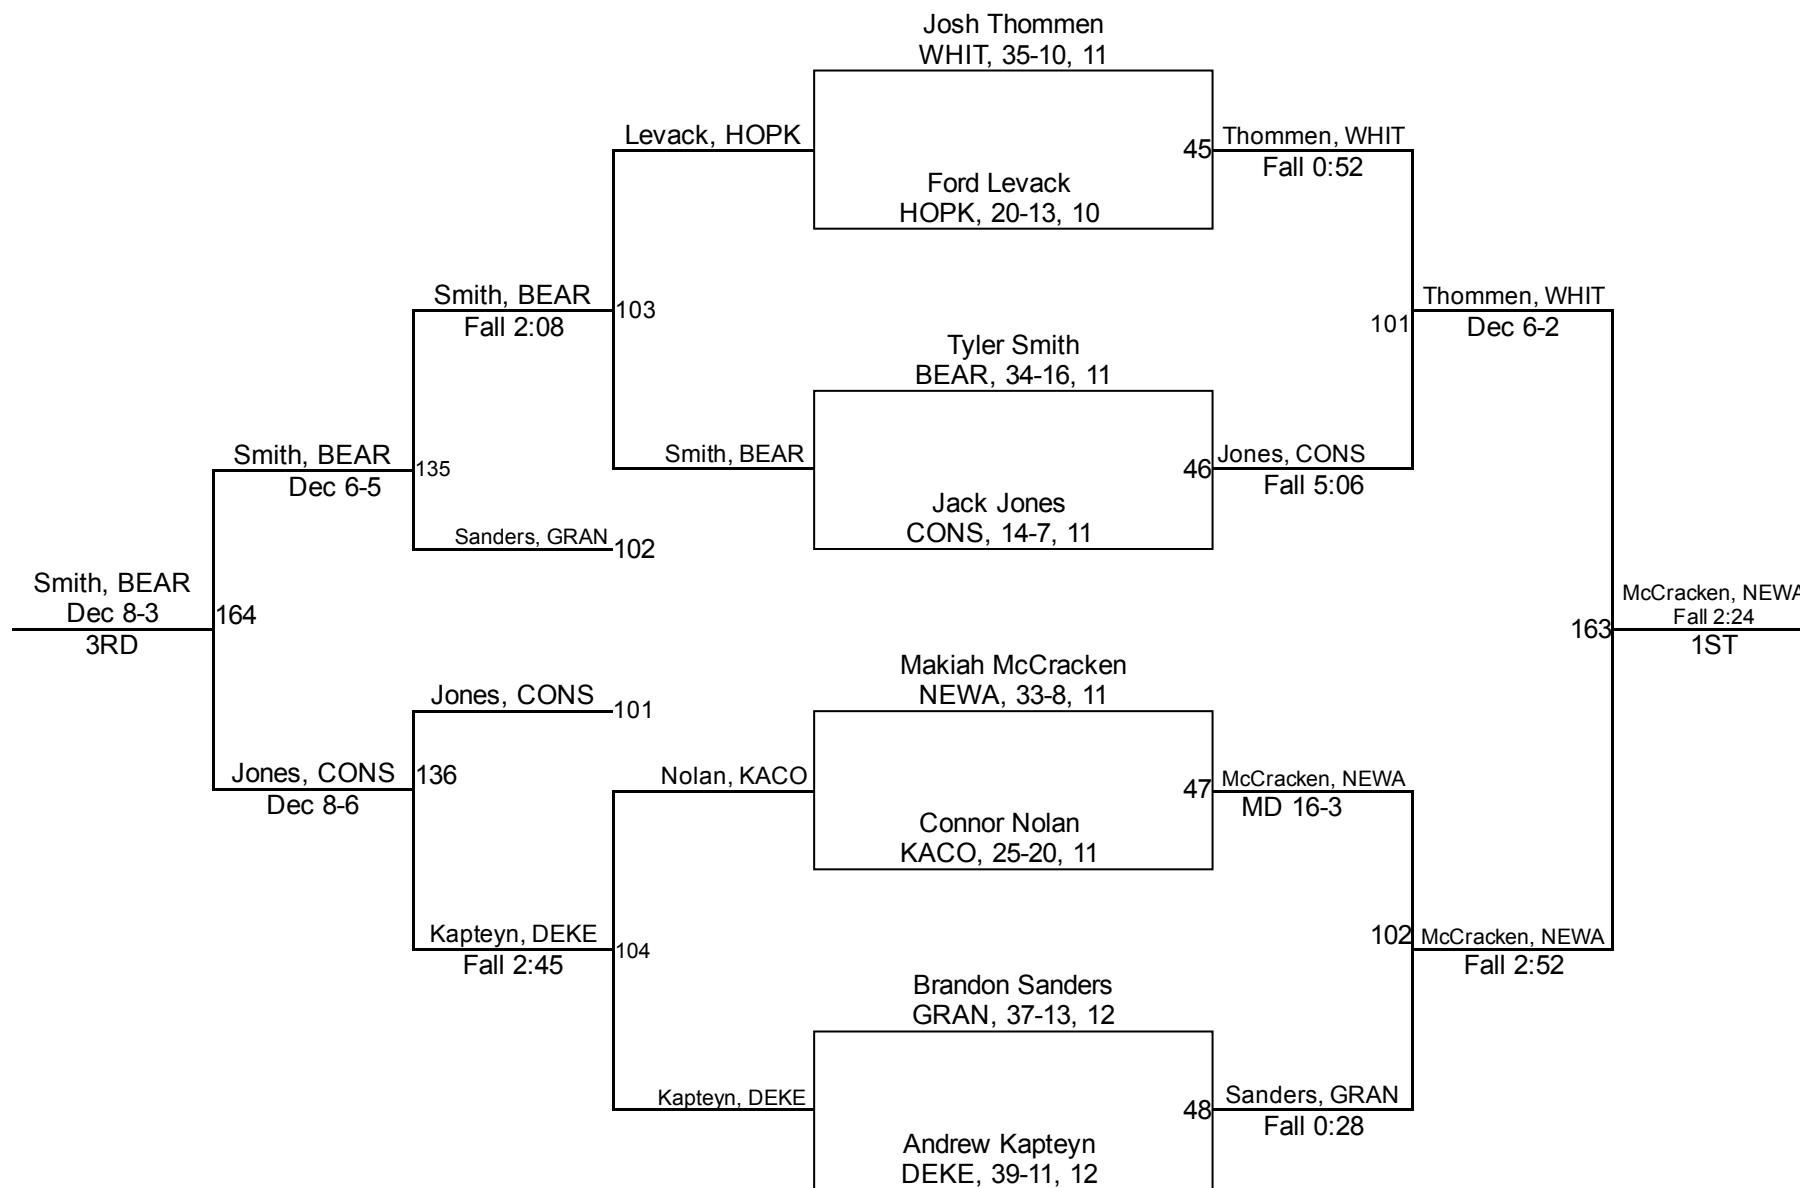 Josh Thommen
WHIT, 35-10, 11
Levack, HOPK
45
Thommen, WHIT
Fall 0:52
Ford Levack
HOPK, 20-13, 10
Smith, BEAR
Fall 2:08
103
Thommen, WHIT
Dec 6-2
101
Tyler Smith
BEAR, 34-16, 11
Smith, BEAR
Dec 6-5
135
Smith, BEAR
46
Jones, CONS
Fall 5:06
Jack Jones
CONS, 14-7, 11
Sanders, GRAN
102
Smith, BEAR
Dec 8-3
3RD
164
McCracken, NEWA
Fall 2:24
1ST
163
Makiah McCracken
NEWA, 33-8, 11
Jones, CONS
101
Jones, CONS
Dec 8-6
136
Nolan, KACO
47
McCracken, NEWA
MD 16-3
Connor Nolan
KACO, 25-20, 11
Kapteyn, DEKE
Fall 2:45
104
102
McCracken, NEWA
Fall 2:52
Brandon Sanders
GRAN, 37-13, 12
Kapteyn, DEKE
48
Sanders, GRAN
Fall 0:28
Andrew Kapteyn
DEKE, 39-11, 12